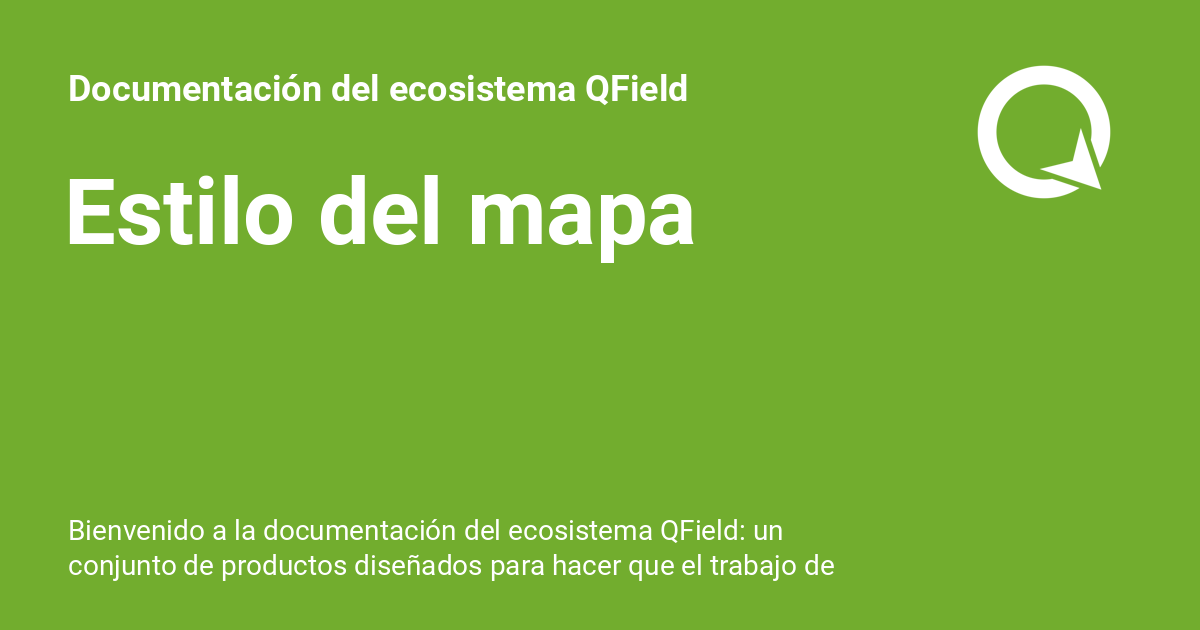 Documentación del ecosistema QField
Estilo del mapa
Bienvenido a la documentación del ecosistema QField: un
conjunto de productos diseñados para hacer que el trabajo de